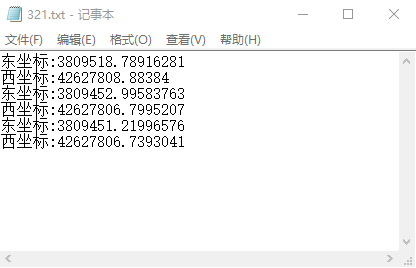 321.txt - 记事本
文件(F) 编辑(E) 格式(O) 查看(V) 帮助(H)
东坐标:3809518.78916281
西坐标:42627808.88384
东坐标:3809452.99583763
西坐标:42627806.7995207
东坐标:3809451.21996576
西坐标:42627806.7393041